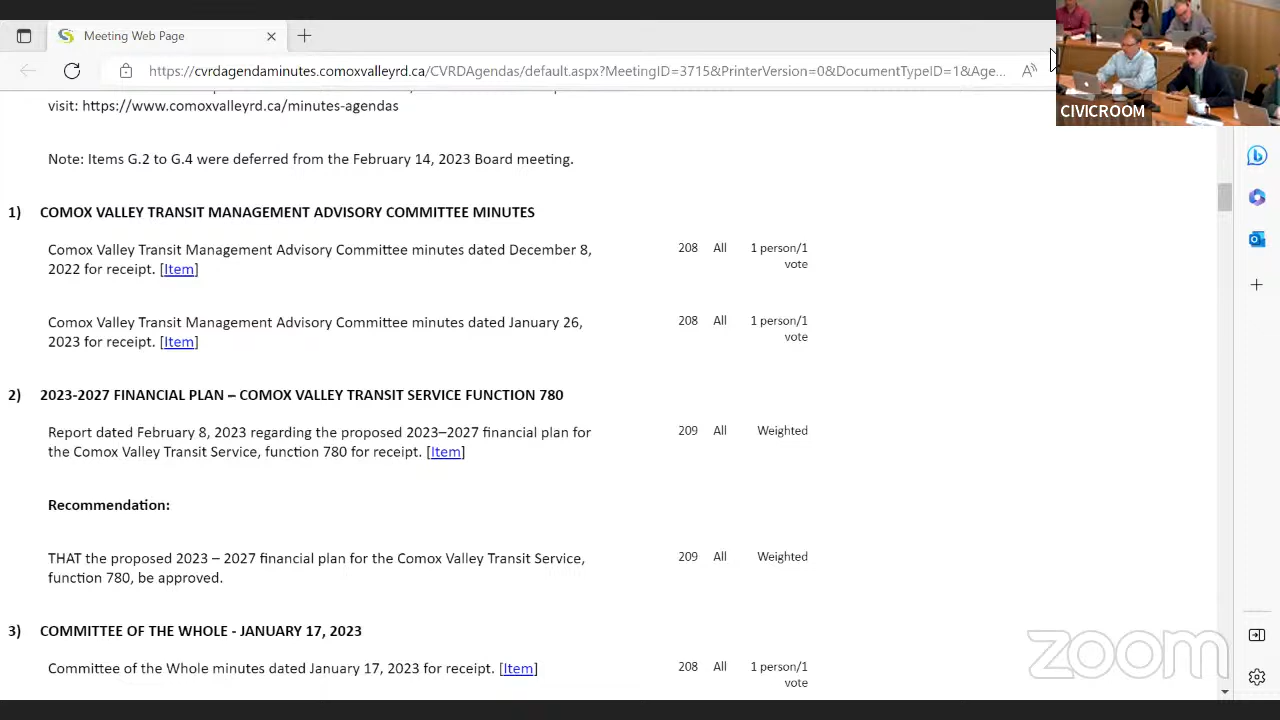 Meeting Web Page
https://cvrdagendaminutes.comoxvalleyrd.ca/CVRDAgendas/default.aspx?MeetingID=3715&PrinterVersion=0&DocumentTypeID=1&Age...
CIVICROOM
visit: https://www.comoxvalleyrd.ca/minutes-agendas
Note: Items G.2 to G.4 were deferred from the February 14, 2023 Board meeting.
1) COMOX VALLEY TRANSIT MANAGEMENT ADVISORY COMMITTEE MINUTES
Comox Valley Transit Management Advisory Committee minutes dated December 8, 208 All 1 person/1
2022 for receipt. [Item] vote
Comox Valley Transit Management Advisory Committee minutes dated January 26, 208 All 1 person/1
2023 for receipt. [Item] vote
2) 2023-2027 FINANCIAL PLAN – COMOX VALLEY TRANSIT SERVICE FUNCTION 780
Report dated February 8, 2023 regarding the proposed 2023–2027 financial plan for 209 All Weighted
the Comox Valley Transit Service, function 780 for receipt. [Item]
Recommendation:
THAT the proposed 2023 – 2027 financial plan for the Comox Valley Transit Service, 209 All Weighted
function 780, be approved.
3) COMMITTEE OF THE WHOLE - JANUARY 17, 2023
Committee of the Whole minutes dated January 17, 2023 for receipt. [Item] 208 All 1 person/1
vote
zoom